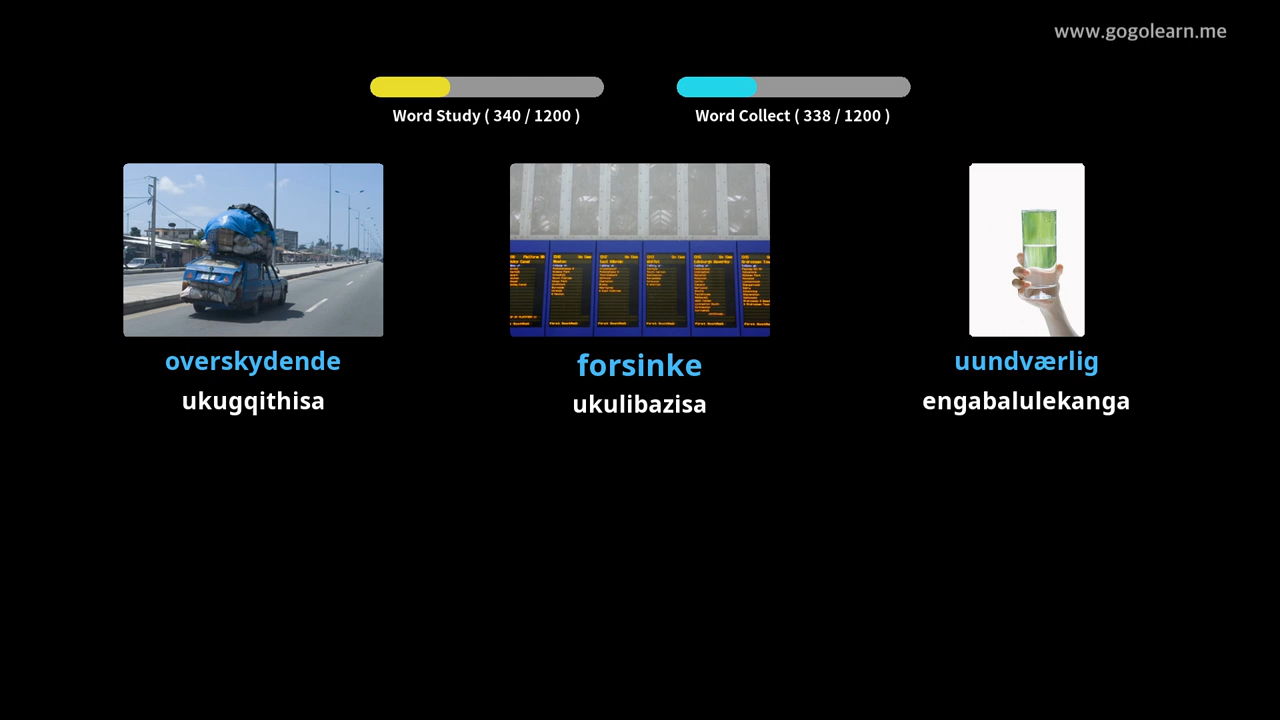 www.gogolearn.me
Word Study ( 340 / 1200 )
Word Collect ( 338 / 1200 )
overskydende
ukugqithisa
forsinke
ukulibazisa
uundværlig
engabalulekanga